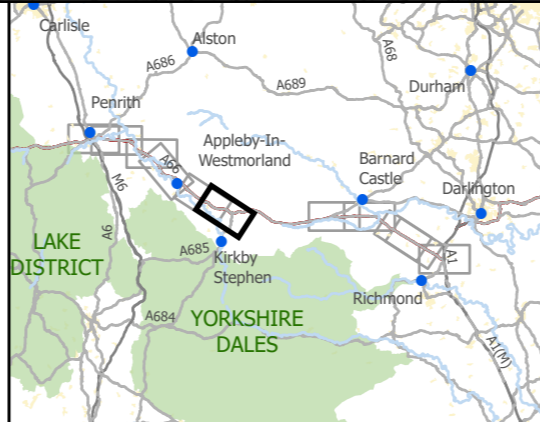 Carlisle
Alston
A686
A68
A689
Durham
Penrith
Appleby-In-
Westmorland
A66
Barnard
Castle
Darlington
M6
A6
LAKE
DISTRICT
A685
Kirkby
Stephen
A1
Richmond
A684
YORKSHIRE
DALES
A1(M)